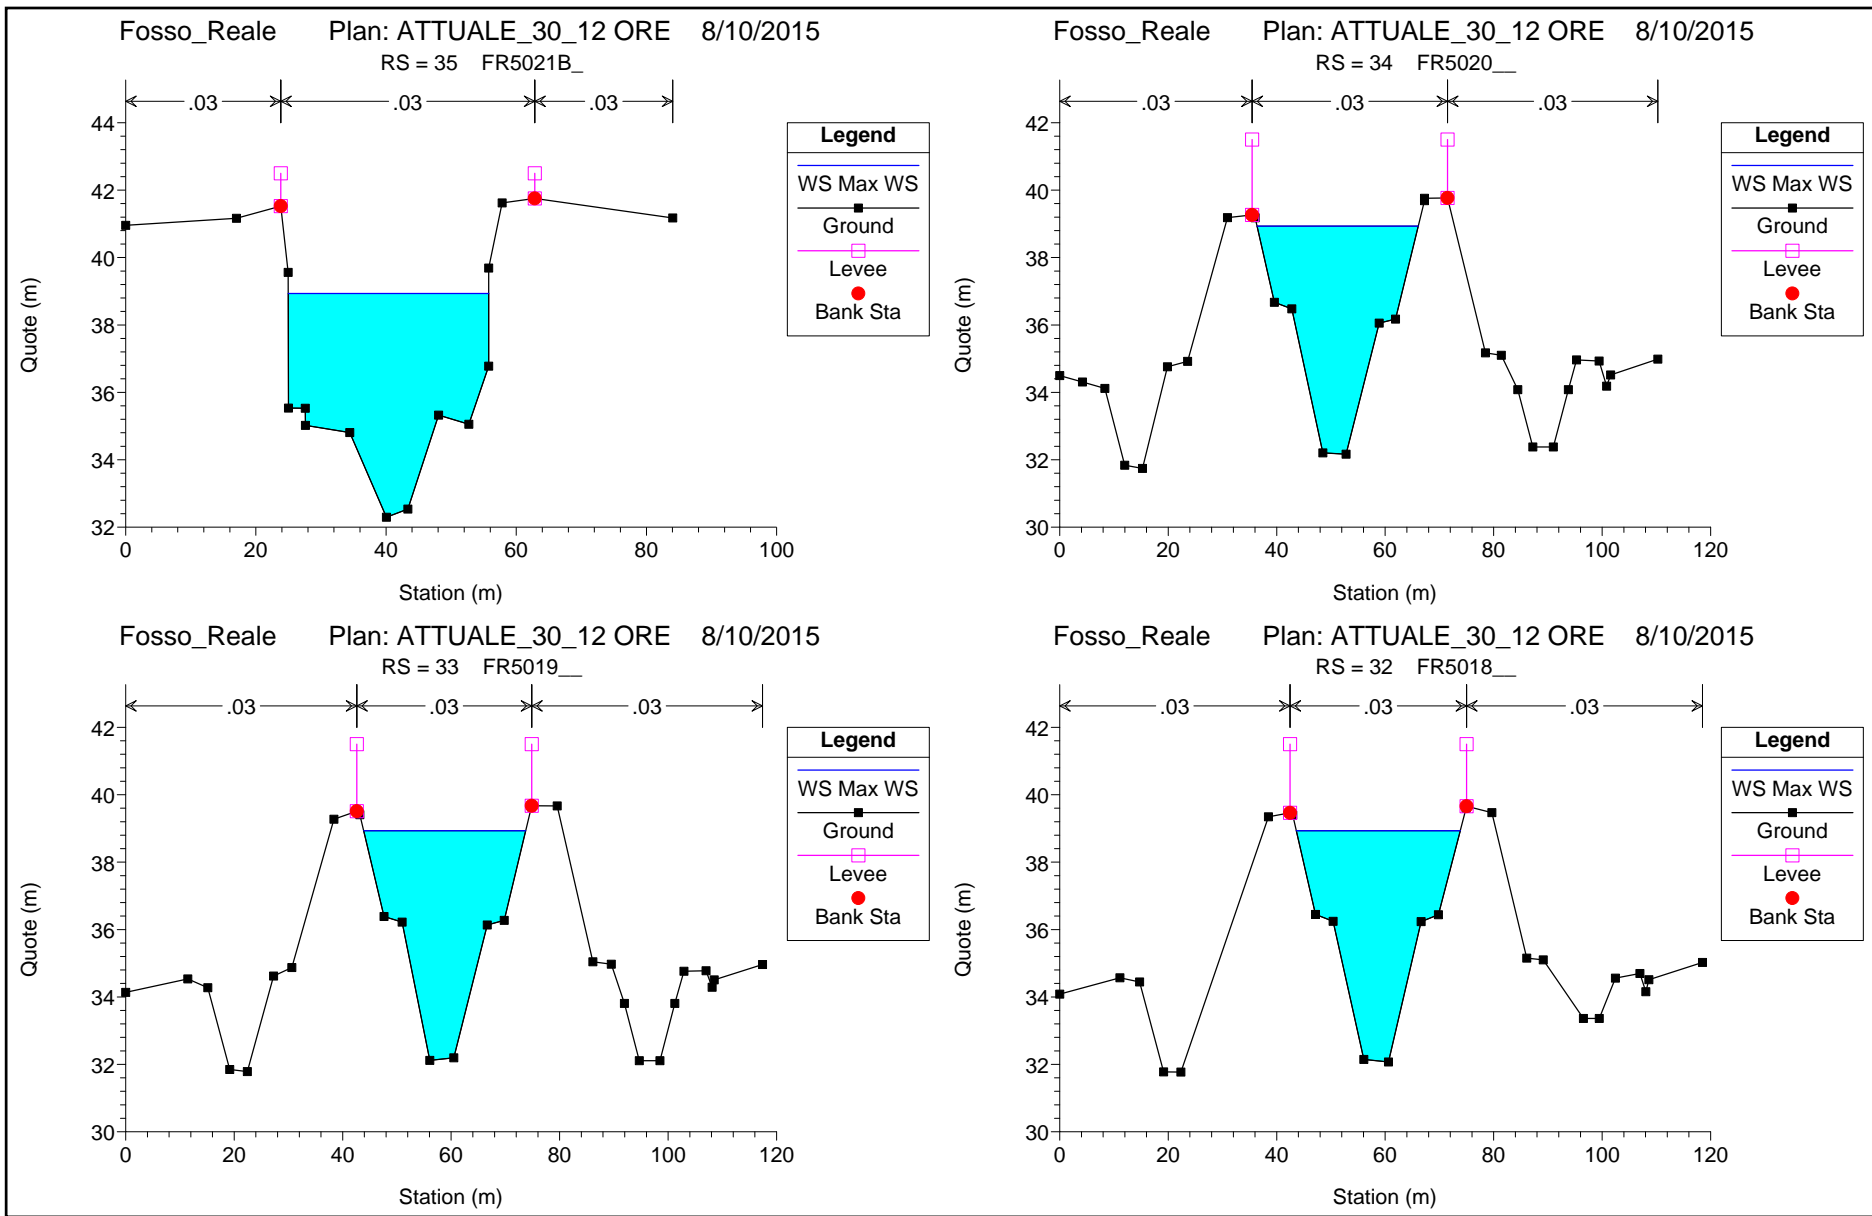 Fosso_Reale Plan: ATTUALE_30_12 ORE 8/10/2015
RS = 35 FR5021B_
.03 .03 .03
44
42
40
38
36
34
32
0 20 40 60 80 100
Quote (m)
Station (m)
Legend
WS Max WS
Ground
Levee
Bank Sta
Fosso_Reale Plan: ATTUALE_30_12 ORE 8/10/2015
RS = 34 FR5020__
.03 .03 .03
42
40
38
36
34
32
30
0 20 40 60 80 100 120
Quote (m)
Station (m)
Legend
WS Max WS
Ground
Levee
Bank Sta
Fosso_Reale Plan: ATTUALE_30_12 ORE 8/10/2015
RS = 33 FR5019__
.03 .03 .03
42
40
38
36
34
32
30
0 20 40 60 80 100 120
Quote (m)
Station (m)
Legend
WS Max WS
Ground
Levee
Bank Sta
Fosso_Reale Plan: ATTUALE_30_12 ORE 8/10/2015
RS = 32 FR5018__
.03 .03 .03
42
40
38
36
34
32
30
0 20 40 60 80 100 120
Quote (m)
Station (m)
Legend
WS Max WS
Ground
Levee
Bank Sta